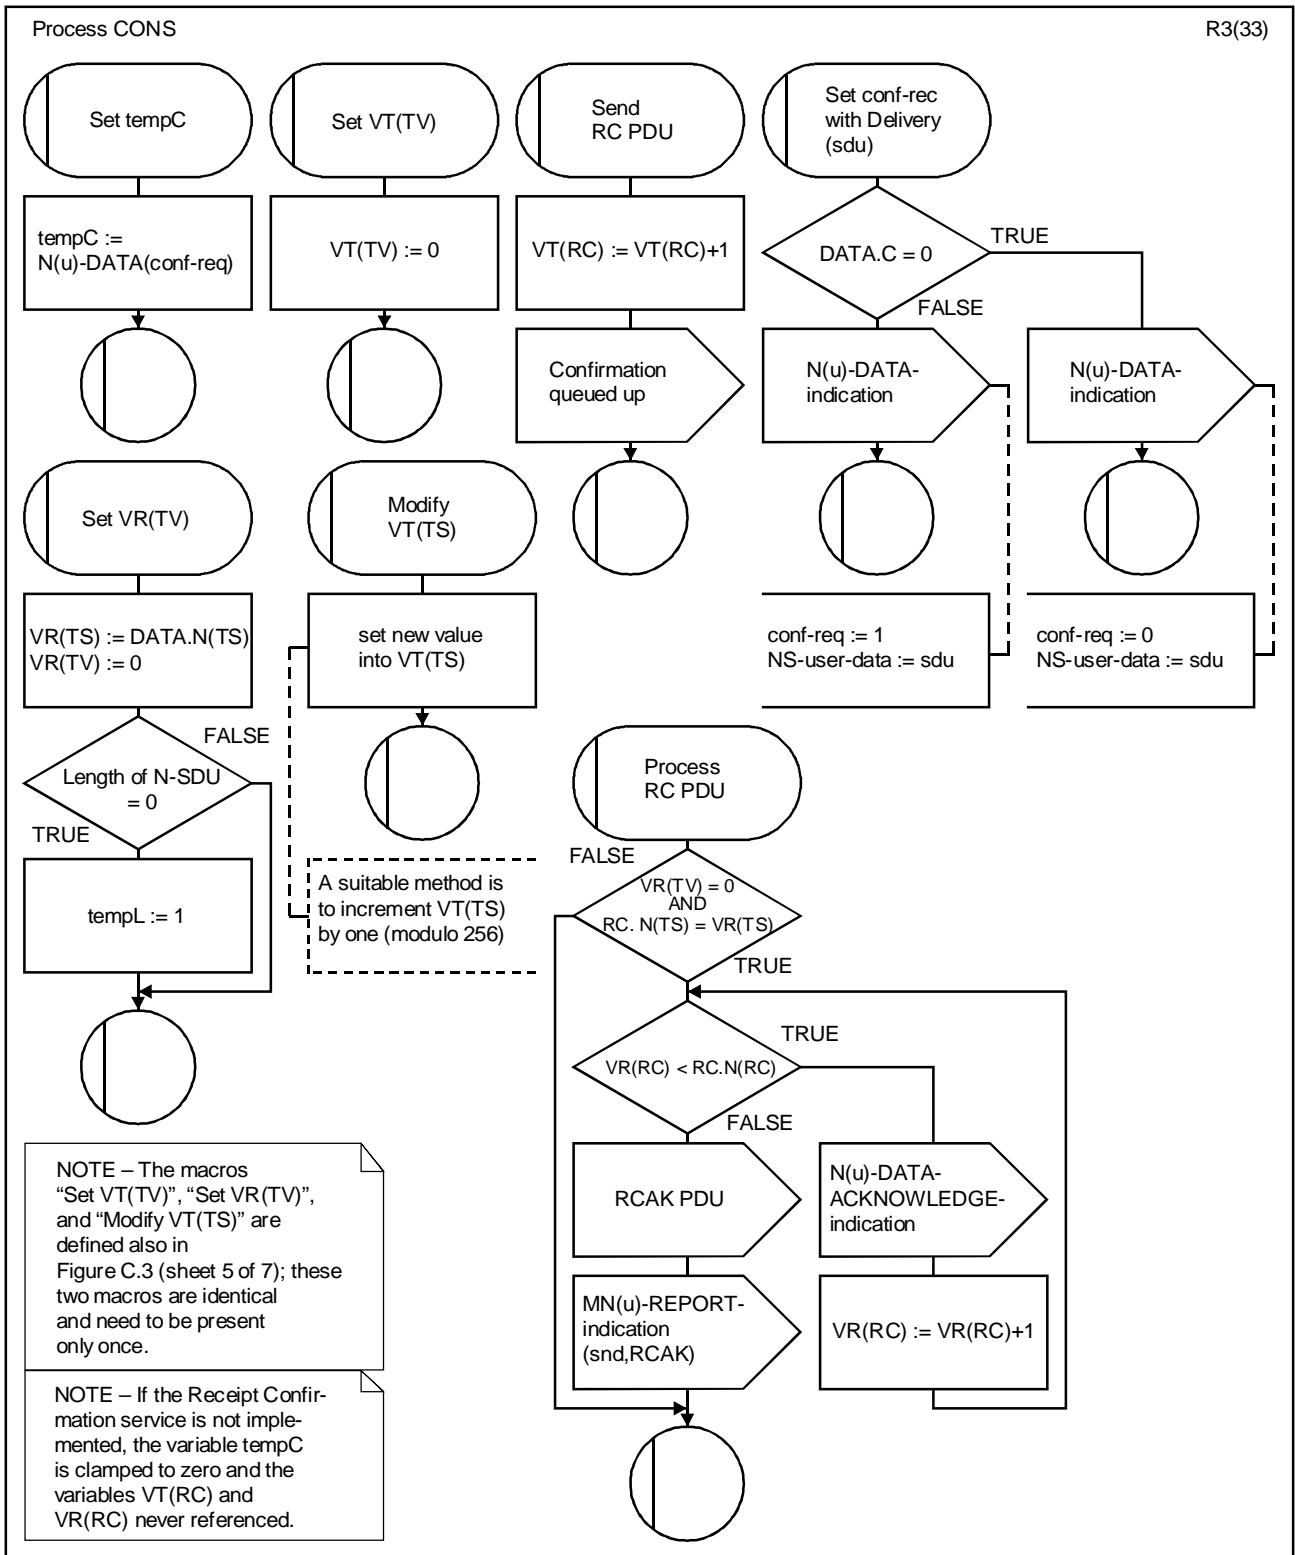 Process CONS
R3(33)
Set tempC
tempC :=
N(u)-DATA(conf-req)
Set VT(TV)
VT(TV) := 0
Send
RC PDU
VT(RC) := VT(RC)+1
Confirmation
queued up
Set conf-rec
with Delivery
(sdu)
DATA.C = 0
TRUE
FALSE
N(u)-DATA-
indication
N(u)-DATA-
indication
conf-req := 1
NS-user-data := sdu
conf-req := 0
NS-user-data := sdu
Set VR(TV)
VR(TS) := DATA.N(TS)
VR(TV) := 0
FALSE
Length of N-SDU
= 0
TRUE
tempL := 1
Modify
VT(TS)
set new value
into VT(TS)
A suitable method is
to increment VT(TS)
by one (modulo 256)
Process
RC PDU
FALSE
VR(TV) = 0
AND
RC. N(TS) = VR(TS)
TRUE
TRUE
VR(RC) < RC.N(RC)
FALSE
RCAK PDU
MN(u)-REPORT-
indication
(snd,RCAK)
N(u)-DATA-
ACKNOWLEDGE-
indication
VR(RC) := VR(RC)+1
NOTE – The macros
“Set VT(TV)”, “Set VR(TV)”,
and “Modify VT(TS)” are
defined also in
Figure C.3 (sheet 5 of 7); these
two macros are identical
and need to be present
only once.
NOTE – If the Receipt Confir-
mation service is not imple-
mented, the variable tempC
is clamped to zero and the
variables VT(RC) and
VR(RC) never referenced.